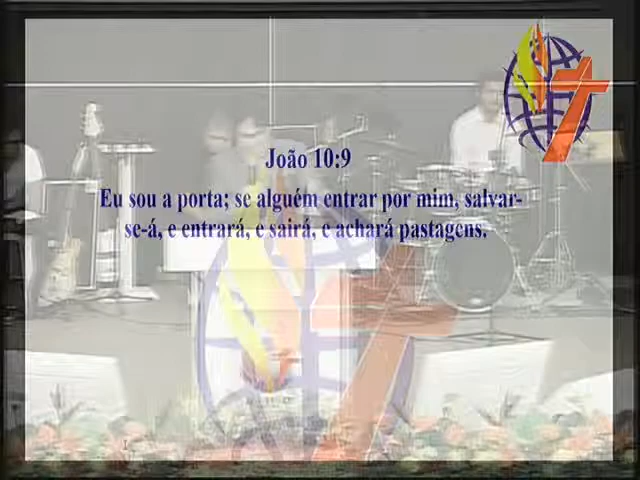 João 10:9
Eu sou a porta; se alguém entrar por mim, salvar-
se-á, e entrará, e sairá, e achará pastagens.